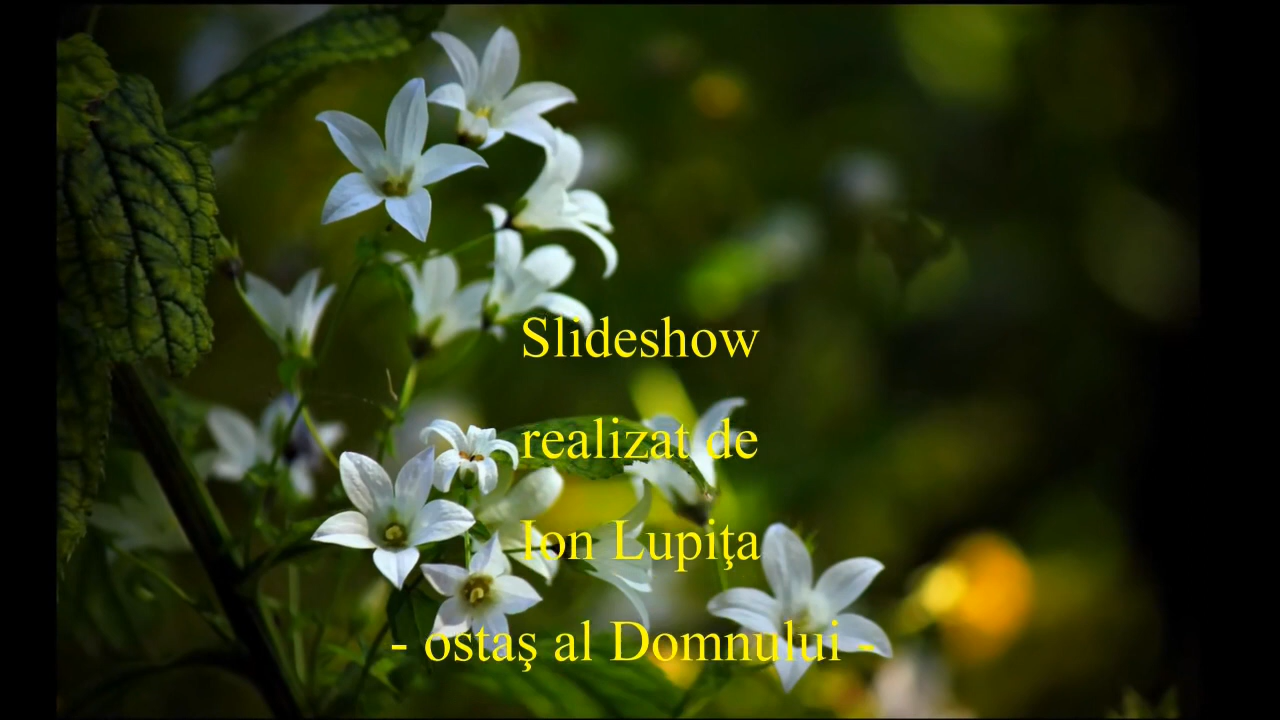 Slideshow
realizat de
Ion Lupiţa
- ostaş al Domnului -